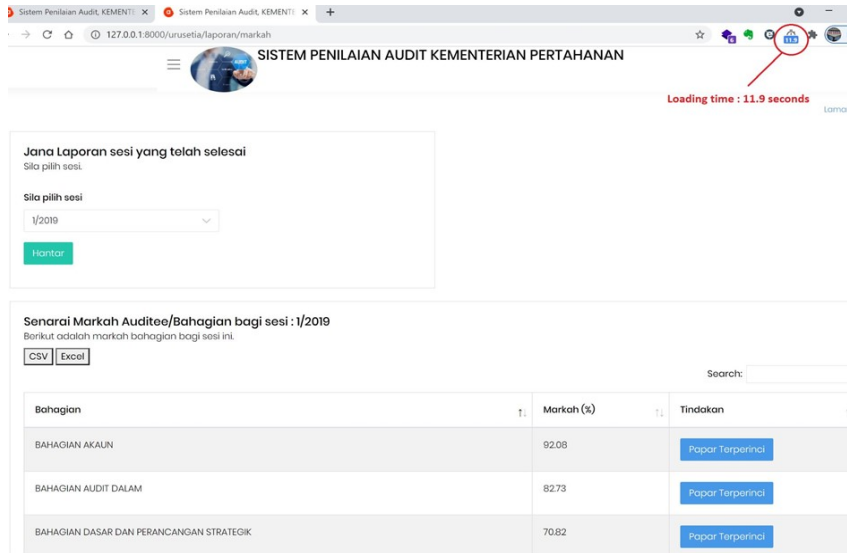 Sistem Penilaian Audit, KEMENTE
Sistem Penilaian Audit, KEMENTE
127.0.0.1:8000/urusetia/laporan/markah
6
11.9
SISTEM PENILAIAN AUDIT KEMENTERIAN PERTAHANAN
Loading time : 11.9 seconds
Lama
Jana Laporan sesi yang telah selesai
Sila pilih sesi.
Sila pilih sesi
1/2019
Hantar
Senarai Markah Auditee/Bahagian bagi sesi : 1/2019
Berikut adalah markah bahagian bagi sesi ini.
CSV Excel
Search:
Bahagian Markah (%) Tindakan
BAHAGIAN AKAUN 92.08 Papar Terperinci
BAHAGIAN AUDIT DALAM 82.73 Papar Terperinci
BAHAGIAN DASAR DAN PERANCANGAN STRATEGIK 70.82 Papar Terperinci